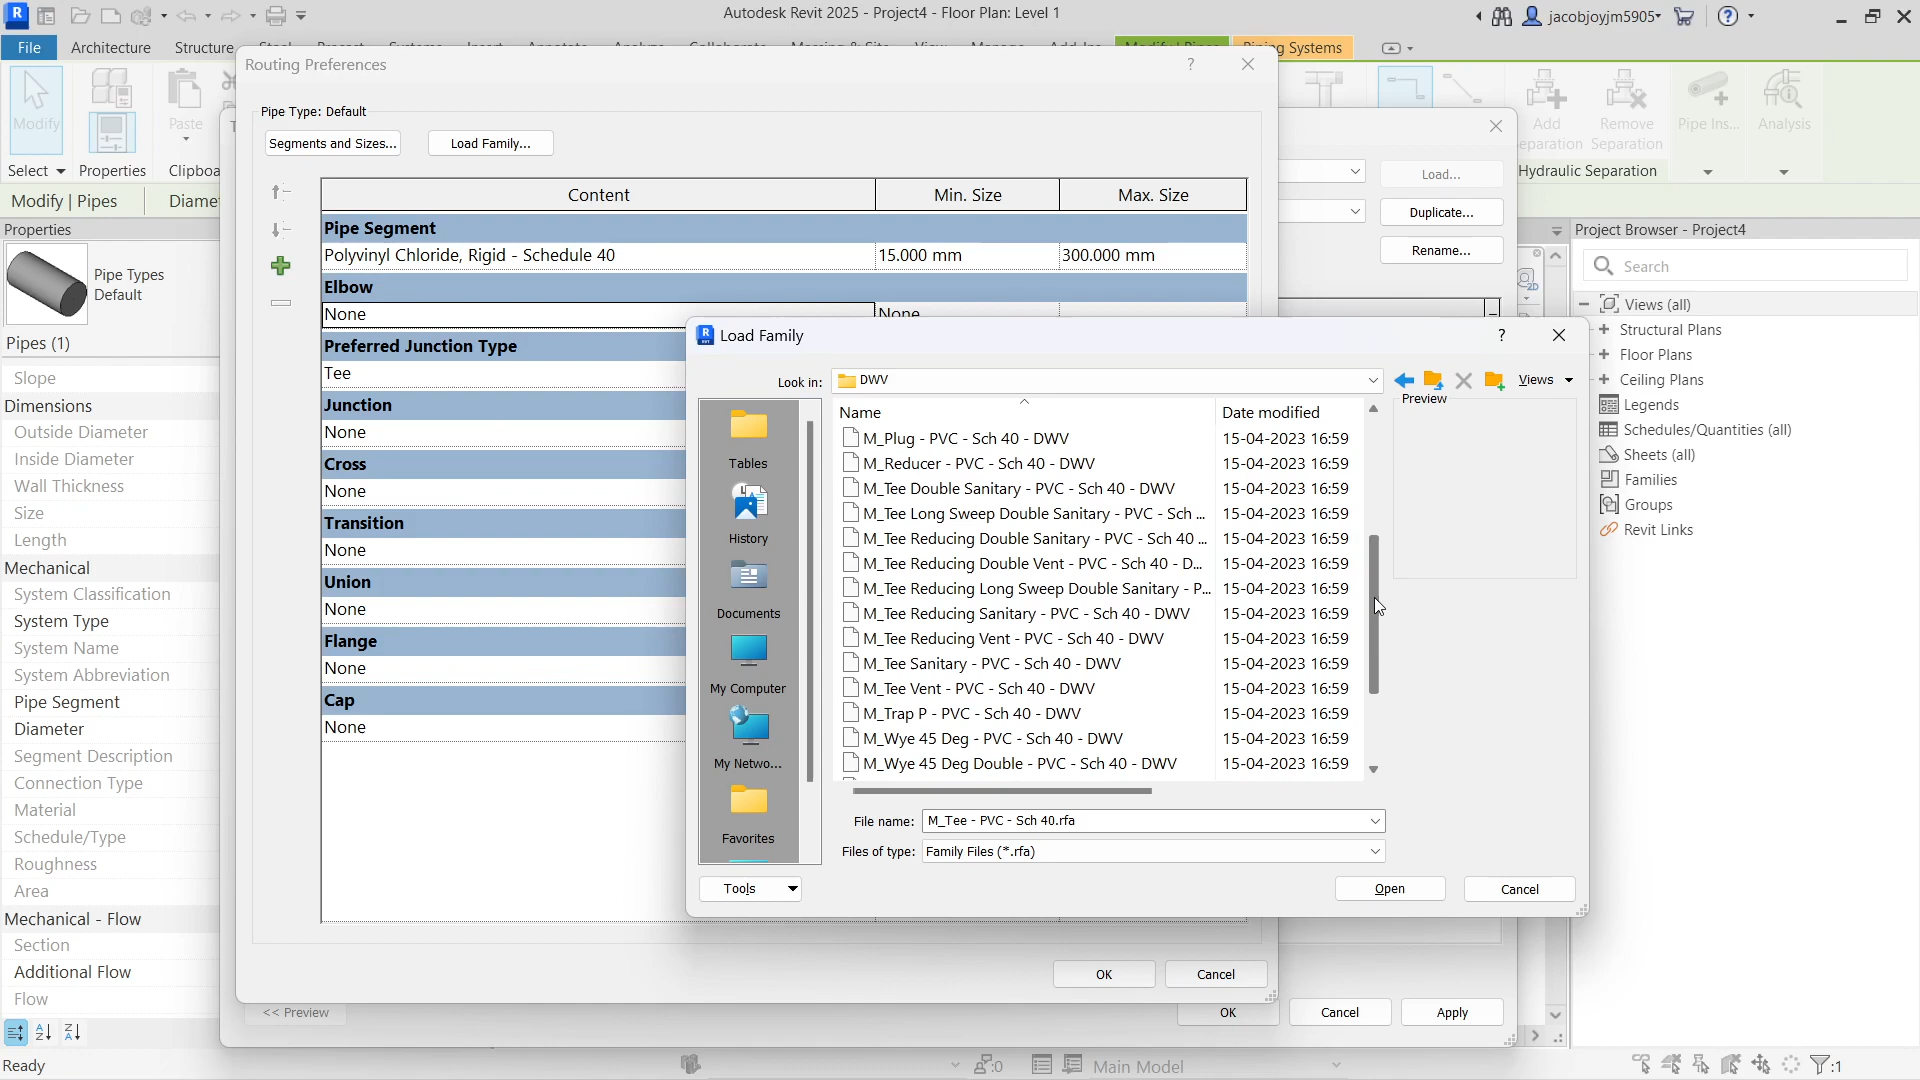 Autodesk Revit 2025 - Project4 - Floor Plan: Level 1
jacobjoyjm5905
File
Architecture
Structure
Piping Systems
Routing Preferences
Modify
Paste
Select
Properties
Modify | Pipes
Add
Remove
Separation
Pipe Ins...
Analysis
Hydraulic Separation
Pipe Type: Default
Segments and Sizes...
Load Family...
Load...
Duplicate...
Rename...
Properties
Pipe Types
Default
Pipes (1)
Slope
Dimensions
Outside Diameter
Inside Diameter
Wall Thickness
Size
Length
Mechanical
System Classification
System Type
System Name
System Abbreviation
Pipe Segment
Diameter
Segment Description
Connection Type
Material
Schedule/Type
Roughness
Area
Mechanical - Flow
Section
Additional Flow
Flow
Ready
Content Min. Size Max. Size
Pipe Segment
Polyvinyl Chloride, Rigid - Schedule 40 15.000 mm 300.000 mm
Elbow
None None
Preferred Junction Type
Tee
Junction
None
Cross
None
Transition
None
Union
None
Flange
None
Cap
None
OK Cancel
<< Preview
OK Cancel Apply
Load Family
Look in: DWV
Views
Preview
Tables
History
Documents
My Computer
My Netwo...
Favorites
Name Date modified
M_Plug - PVC - Sch 40 - DWV 15-04-2023 16:59
M_Reducer - PVC - Sch 40 - DWV 15-04-2023 16:59
M_Tee Double Sanitary - PVC - Sch 40 - DWV 15-04-2023 16:59
M_Tee Long Sweep Double Sanitary - PVC - Sch ... 15-04-2023 16:59
M_Tee Reducing Double Sanitary - PVC - Sch 40 ... 15-04-2023 16:59
M_Tee Reducing Double Vent - PVC - Sch 40 - D... 15-04-2023 16:59
M_Tee Reducing Long Sweep Double Sanitary - P... 15-04-2023 16:59
M_Tee Reducing Sanitary - PVC - Sch 40 - DWV 15-04-2023 16:59
M_Tee Reducing Vent - PVC - Sch 40 - DWV 15-04-2023 16:59
M_Tee Sanitary - PVC - Sch 40 - DWV 15-04-2023 16:59
M_Tee Vent - PVC - Sch 40 - DWV 15-04-2023 16:59
M_Trap P - PVC - Sch 40 - DWV 15-04-2023 16:59
M_Wye 45 Deg - PVC - Sch 40 - DWV 15-04-2023 16:59
M_Wye 45 Deg Double - PVC - Sch 40 - DWV 15-04-2023 16:59
File name: M_Tee - PVC - Sch 40.rfa
Files of type: Family Files (*.rfa)
Tools
Open
Cancel
Project Browser - Project4
Search
Views (all)
Structural Plans
Floor Plans
Ceiling Plans
Legends
Schedules/Quantities (all)
Sheets (all)
Families
Groups
Revit Links
:0
Main Model
:1